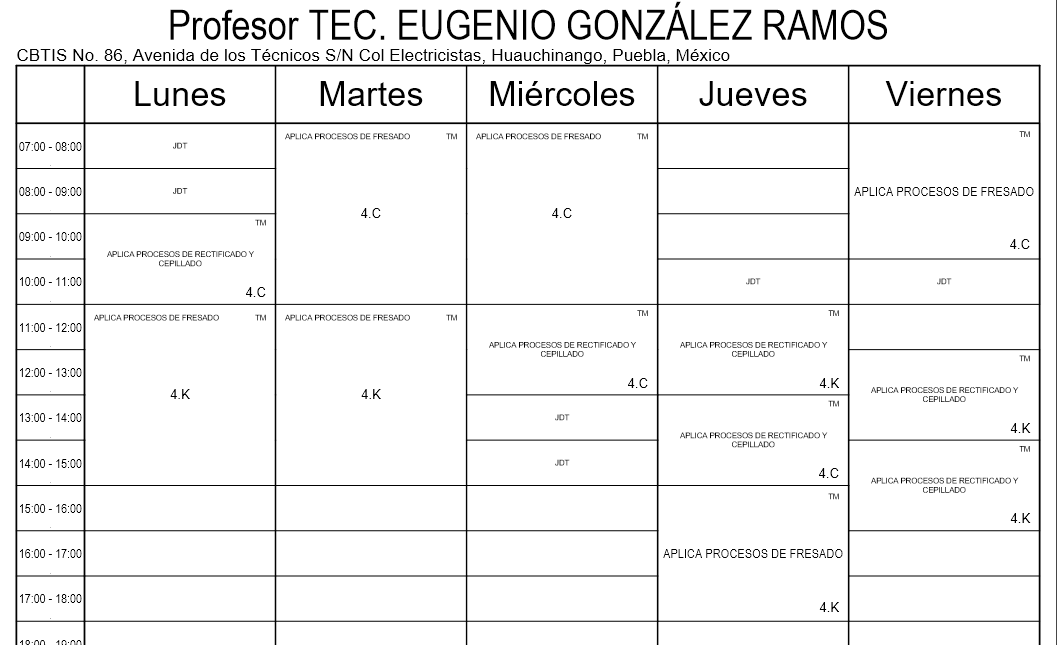 Profesor TEC. EUGENIO GONZÁLEZ RAMOS
CBTIS No. 86, Avenida de los Técnicos S/N Col Electricistas, Huauchinango, Puebla, México
Lunes Martes Miércoles Jueves Viernes
07:00 - 08:00
08:00 - 09:00
09:00 - 10:00
10:00 - 11:00
11:00 - 12:00
12:00 - 13:00
13:00 - 14:00
14:00 - 15:00
15:00 - 16:00
16:00 - 17:00
17:00 - 18:00
18:00 - 19:00
JDT
JDT
TM
APLICA PROCESOS DE RECTIFICADO Y
CEPILLADO
4.C
APLICA PROCESOS DE FRESADO TM
4.K
APLICA PROCESOS DE FRESADO TM
4.C
APLICA PROCESOS DE FRESADO TM
4.K
APLICA PROCESOS DE FRESADO TM
4.C
TM
APLICA PROCESOS DE RECTIFICADO Y
CEPILLADO
4.C
JDT
JDT
JDT
TM
APLICA PROCESOS DE RECTIFICADO Y
CEPILLADO
4.K
TM
APLICA PROCESOS DE RECTIFICADO Y
CEPILLADO
4.C
TM
APLICA PROCESOS DE FRESADO
4.K
TM
APLICA PROCESOS DE FRESADO
4.C
JDT
TM
APLICA PROCESOS DE RECTIFICADO Y
CEPILLADO
4.K
TM
APLICA PROCESOS DE RECTIFICADO Y
CEPILLADO
4.K